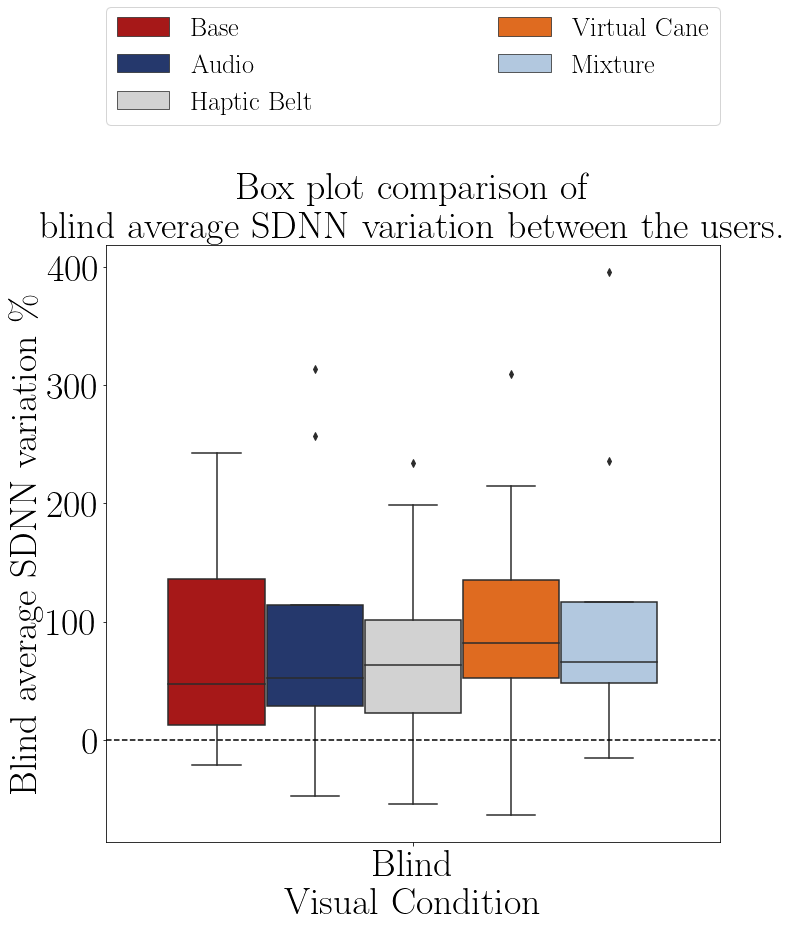 Base
Audio
Haptic Belt
Virtual Cane
Mixture
Box plot comparison of
blind average SDNN variation between the users.
Blind average SDNN variation %
400
300
200
100
0
Blind
Visual Condition